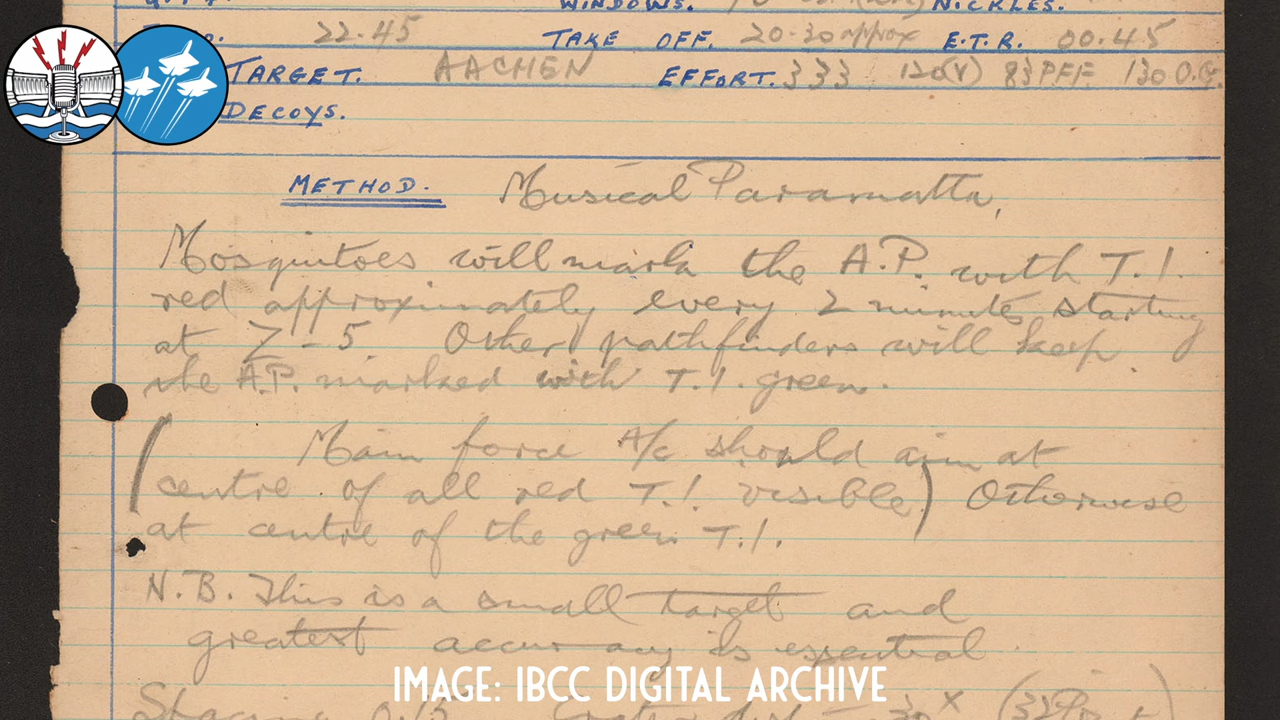 WINDOWS. NICKLES.
22.45 TAKE OFF. 20.30 approx E.T.R. 00.45
TARGET. AACHEN EFFORT. 333 120(V) 83 PFF 130 O.G.
DECOYS.
METHOD. Musical Paramatta,
Mosquitoes will mark the A.P. with T.I.
red approximately every 2 minutes starting
at Z-5 Other pathfinders will keep
the A.P. marked with T.I. green.
(Main force A/c should aim at
centre of all red T.I. visible) Otherwise
at centre of the green T.I.
N.B. This is a small target and
greatest accuracy is essential.
IMAGE: IBCC DIGITAL ARCHIVE